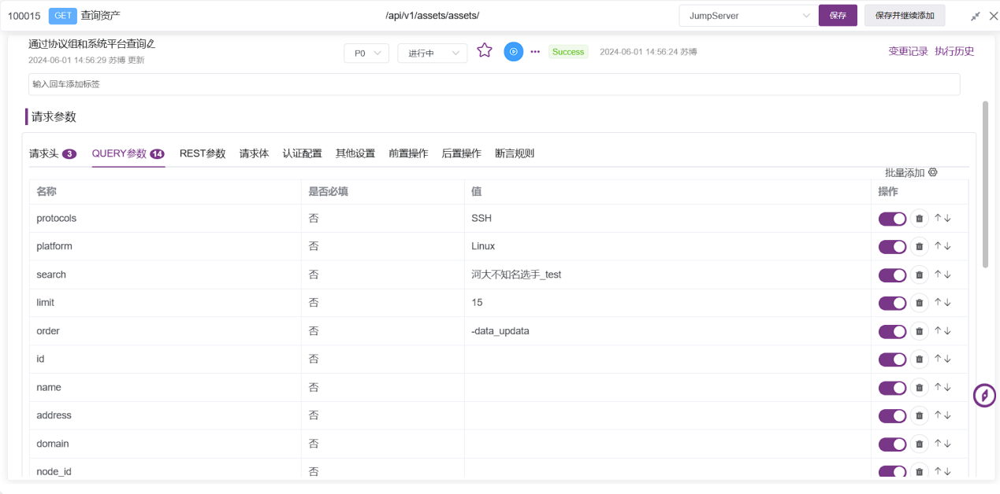 100015 GET 查询资产 /api/v1/assets/assets/ JumpServer 保存 保存并继续添加
通过协议组和系统平台查询
2024-06-01 14:56:29 苏博 更新 P0 进行中 Success 2024-06-01 14:56:24 苏博 变更记录 执行历史
输入回车添加标签
请求参数
请求头 3 QUERY参数 14 REST参数 请求体 认证配置 其他设置 前置操作 后置操作 断言规则
批量添加
名称 是否必填 值 操作
protocols 否 SSH
platform 否 Linux
search 否 河大不知名选手_test
limit 否 15
order 否 -data_updata
id 否
name 否
address 否
domain 否
node_id 否